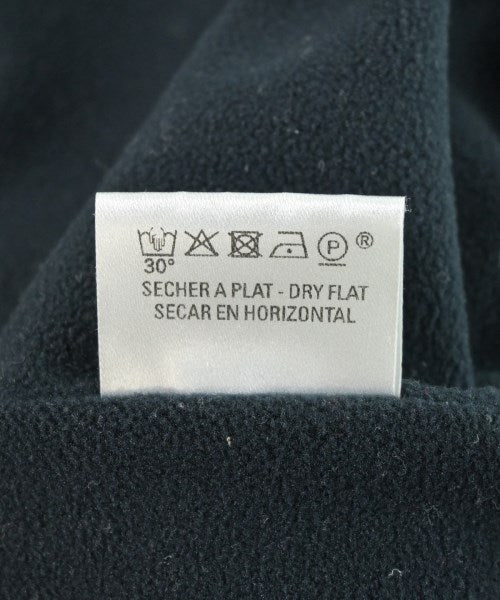 P ®
30°
SECHER A PLAT - DRY FLAT
SECAR EN HORIZONTAL